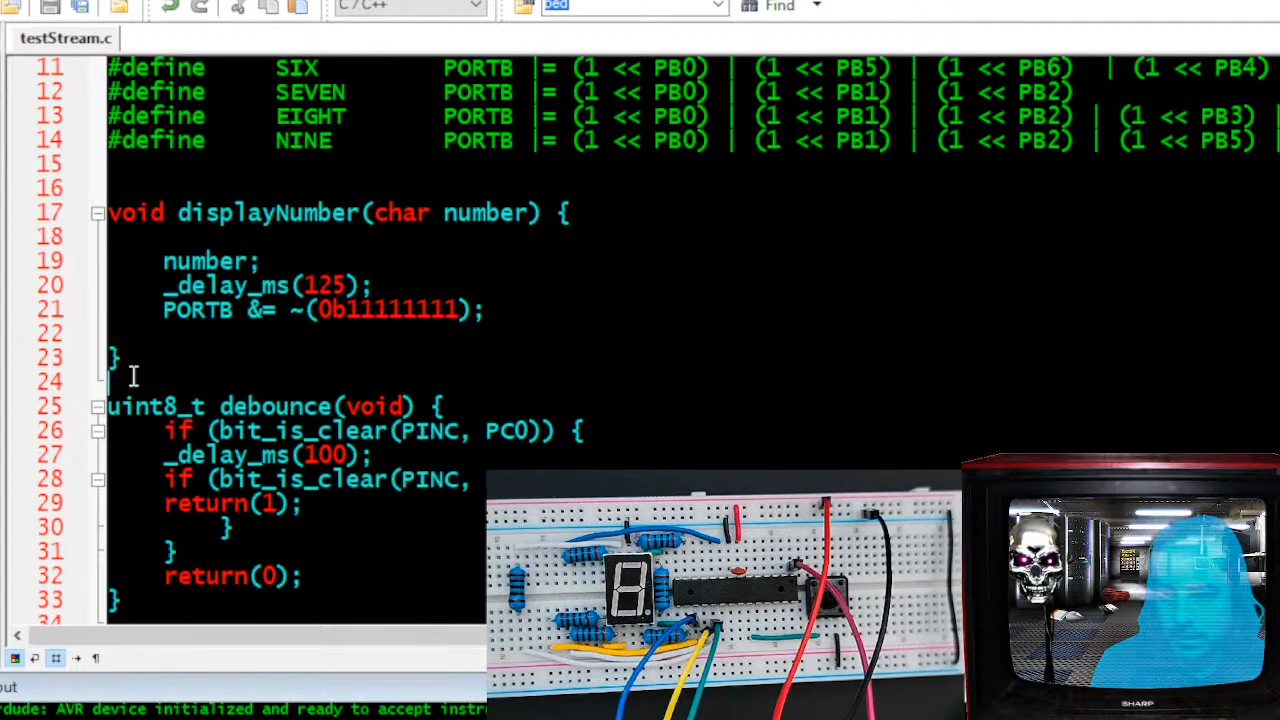 C/C++
bed
Find
testStream.c
11 #define SIX PORTB |= (1 << PB0) | (1 << PB5) | (1 << PB6) | (1 << PB4)
12 #define SEVEN PORTB |= (1 << PB0) | (1 << PB1) | (1 << PB2)
13 #define EIGHT PORTB |= (1 << PB0) | (1 << PB1) | (1 << PB2) | (1 << PB3)
14 #define NINE PORTB |= (1 << PB0) | (1 << PB1) | (1 << PB2) | (1 << PB5) |
15
16
17 void displayNumber(char number) {
18
19 number;
20 _delay_ms(125);
21 PORTB &= ~(0b11111111);
22
23 }
24
25 uint8_t debounce(void) {
26 if (bit_is_clear(PINC, PC0)) {
27 _delay_ms(100);
28 if (bit_is_clear(PINC,
29 return(1);
30 }
31 }
32 return(0);
33 }
34
rdude: AVR device initialized and ready to accept instr
SHARP